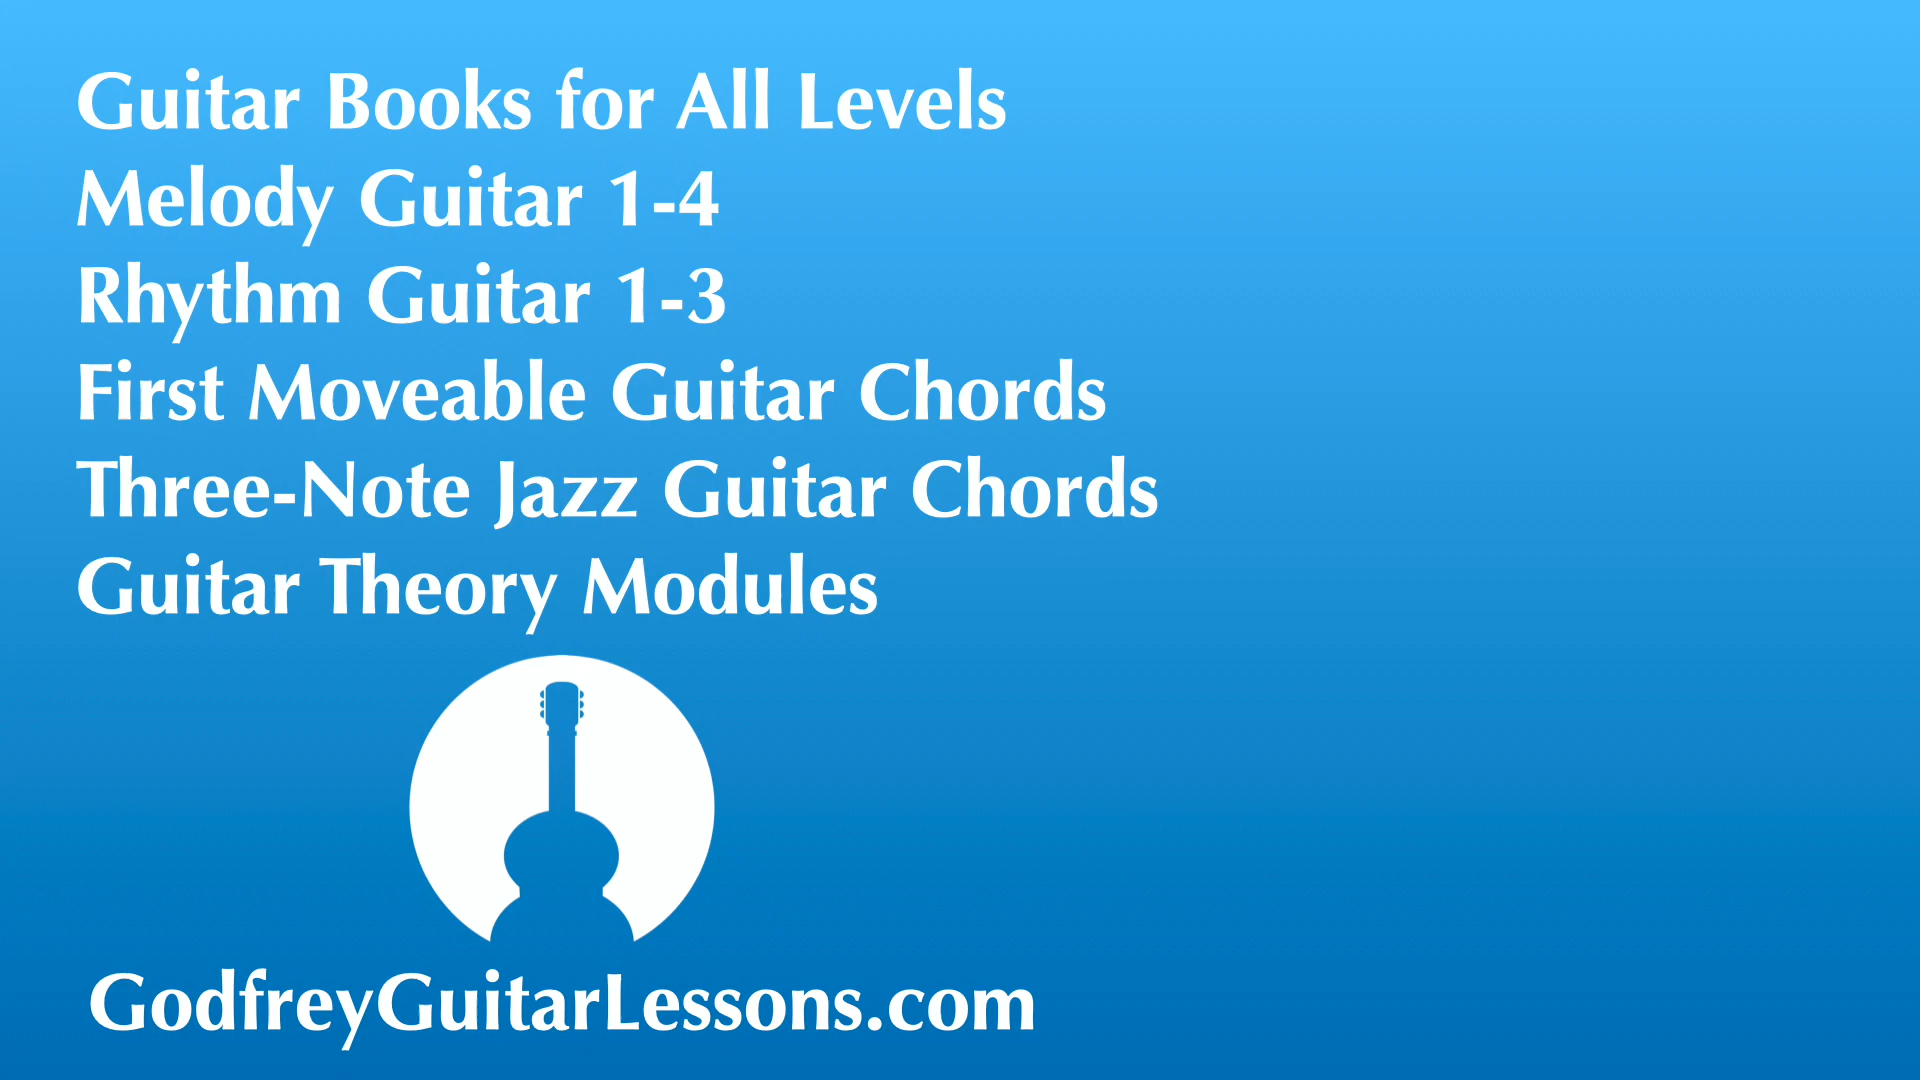 Guitar Books for All Levels
Melody Guitar 1-4
Rhythm Guitar 1-3
First Moveable Guitar Chords
Three-Note Jazz Guitar Chords
Guitar Theory Modules
GodfreyGuitarLessons.com